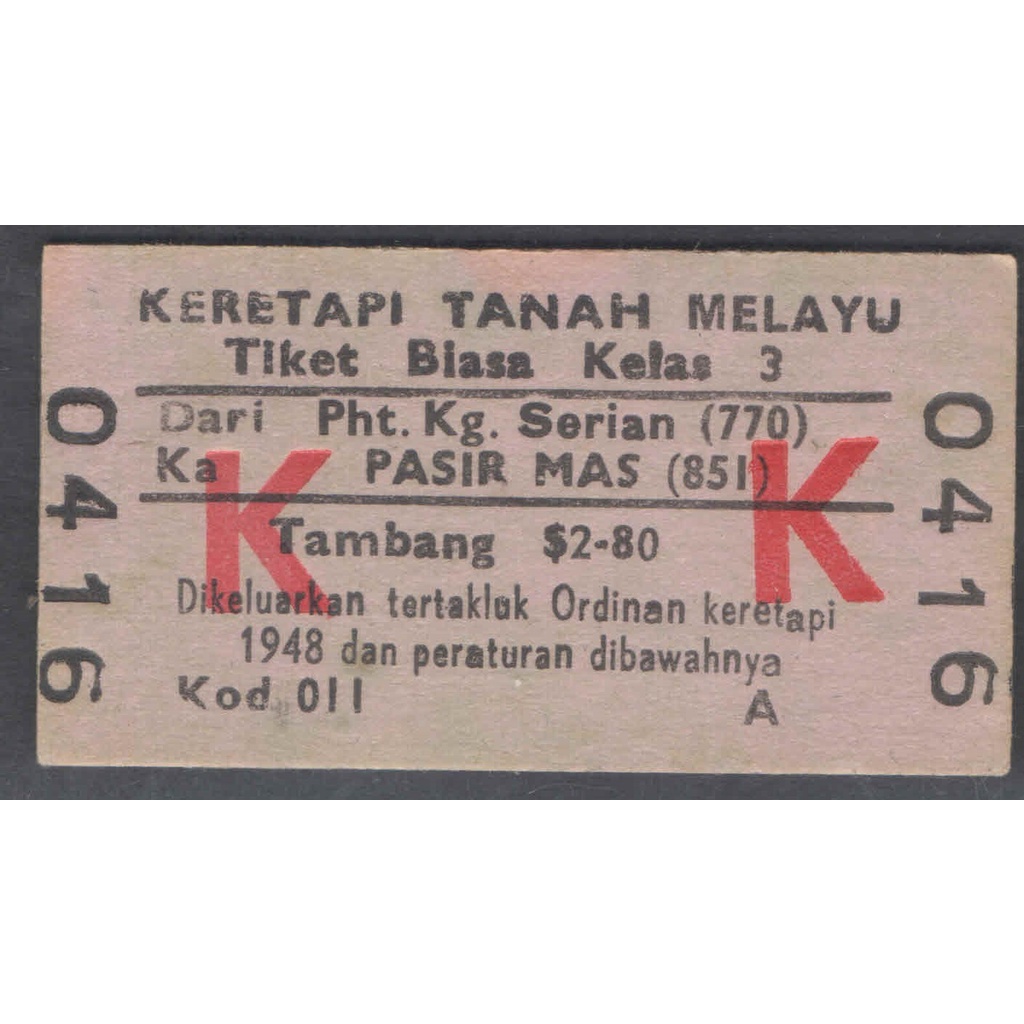 KERETAPI TANAH MELAYU
Tiket Biasa Kelas 3
Dari Pht. Kg. Serian (770)
Ka PASIR MAS (851)
K K
Tambang $2-80
Dikeluarkan tertakluk Ordinan keretapi
1948 dan peraturan dibawahnya
Kod 011 A
0416
0416